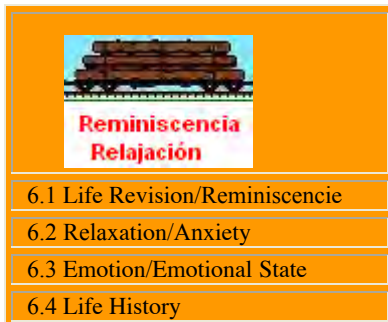 Reminiscencia
Relajación
6.1 Life Revision/Reminiscencie
6.2 Relaxation/Anxiety
6.3 Emotion/Emotional State
6.4 Life History